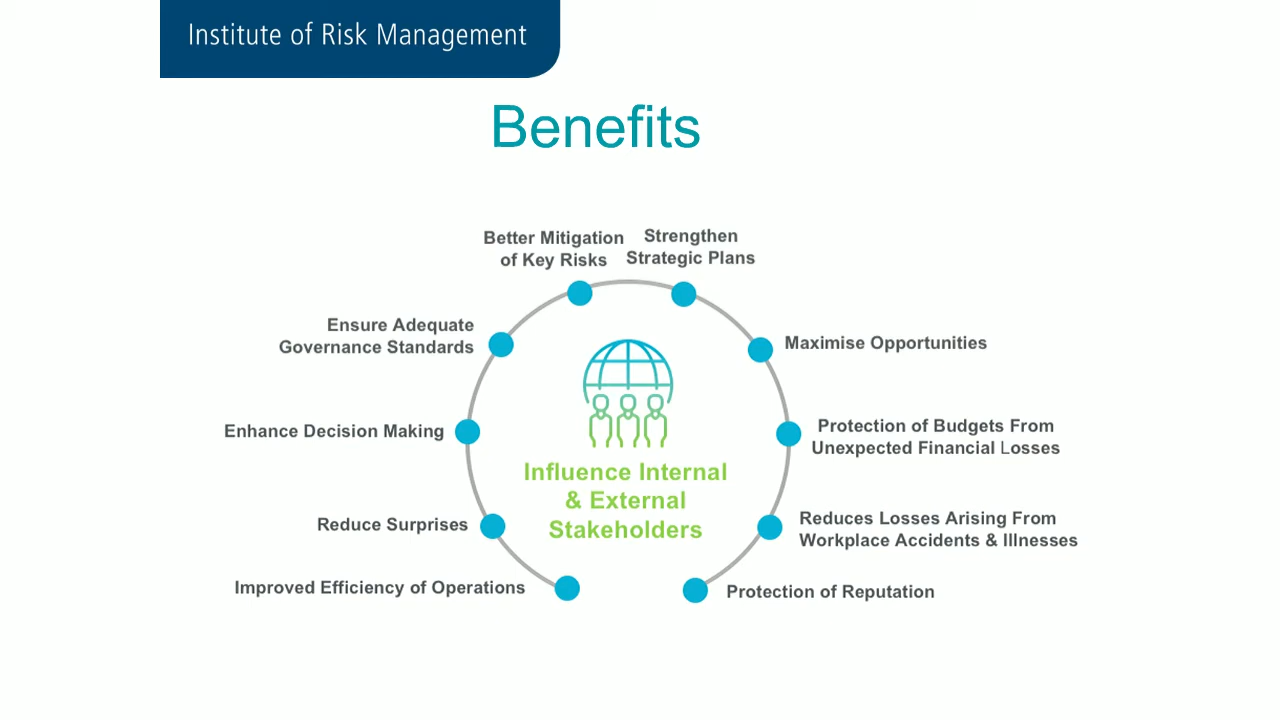 Institute of Risk Management
Benefits
Better Mitigation
of Key Risks
Strengthen
Strategic Plans
Ensure Adequate
Governance Standards
Maximise Opportunities
Enhance Decision Making
Protection of Budgets From
Unexpected Financial Losses
Influence Internal
& External
Stakeholders
Reduce Surprises
Reduces Losses Arising From
Workplace Accidents & Illnesses
Improved Efficiency of Operations
Protection of Reputation